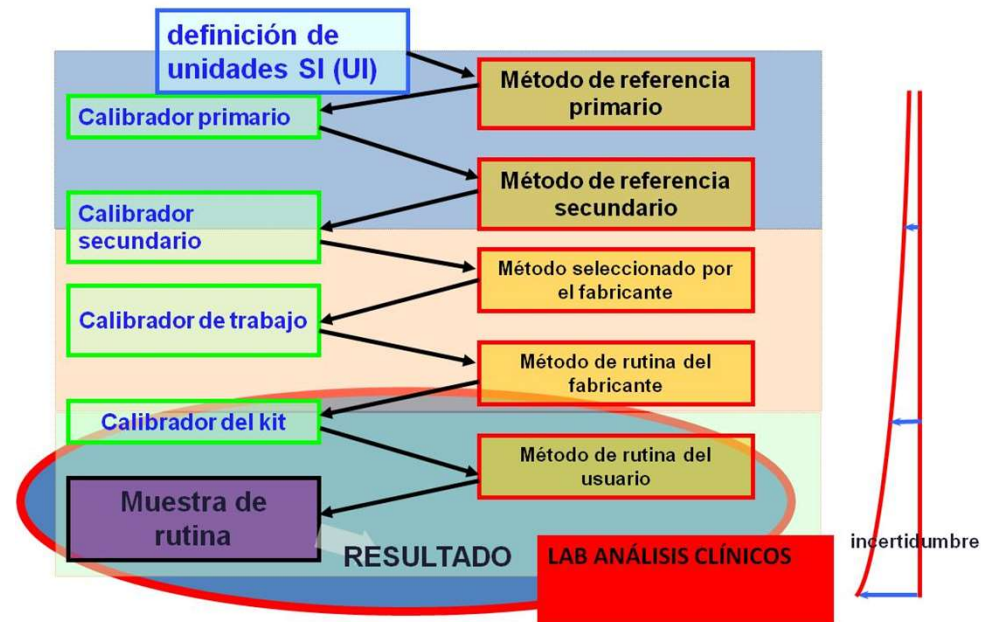 definición de
unidades SI (UI)
Método de referencia
primario
Calibrador primario
Método de referencia
secundario
Calibrador
secundario
Método seleccionado por
el fabricante
Calibrador de trabajo
Método de rutina del
fabricante
Calibrador del kit
Método de rutina del
usuario
Muestra de
rutina
RESULTADO
LAB ANÁLISIS CLÍNICOS
incertidumbre